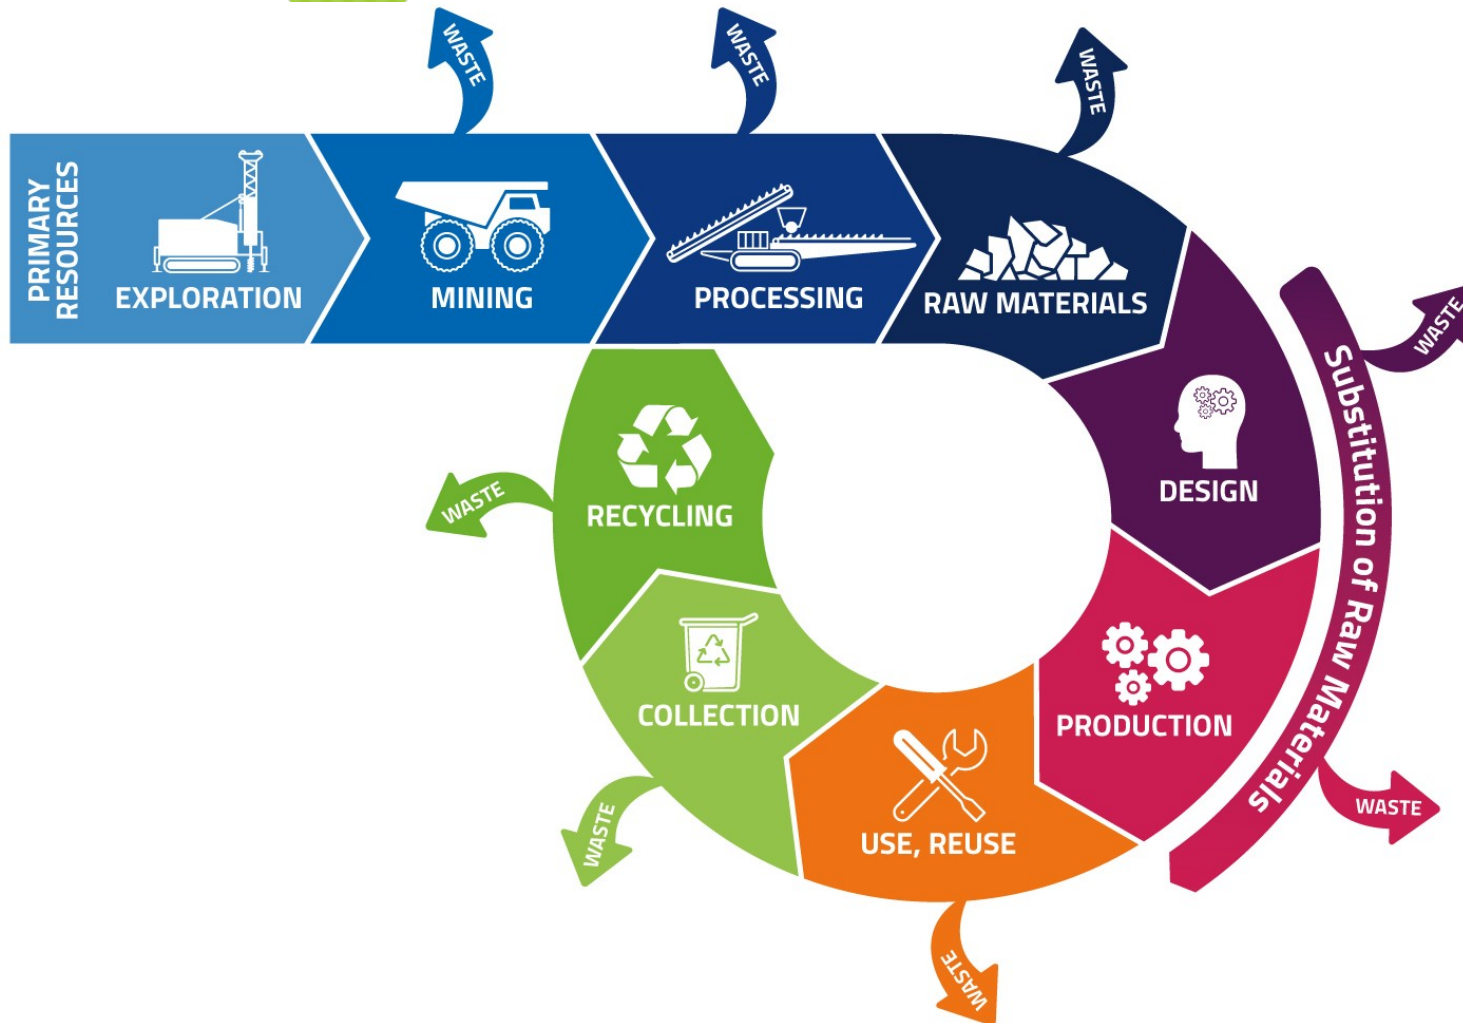 WASTE
WASTE
WASTE
PRIMARY
RESOURCES
EXPLORATION
MINING
PROCESSING
RAW MATERIALS
WASTE
Substitution of Raw Materials
DESIGN
RECYCLING
WASTE
COLLECTION
PRODUCTION
WASTE
USE, REUSE
WASTE
WASTE